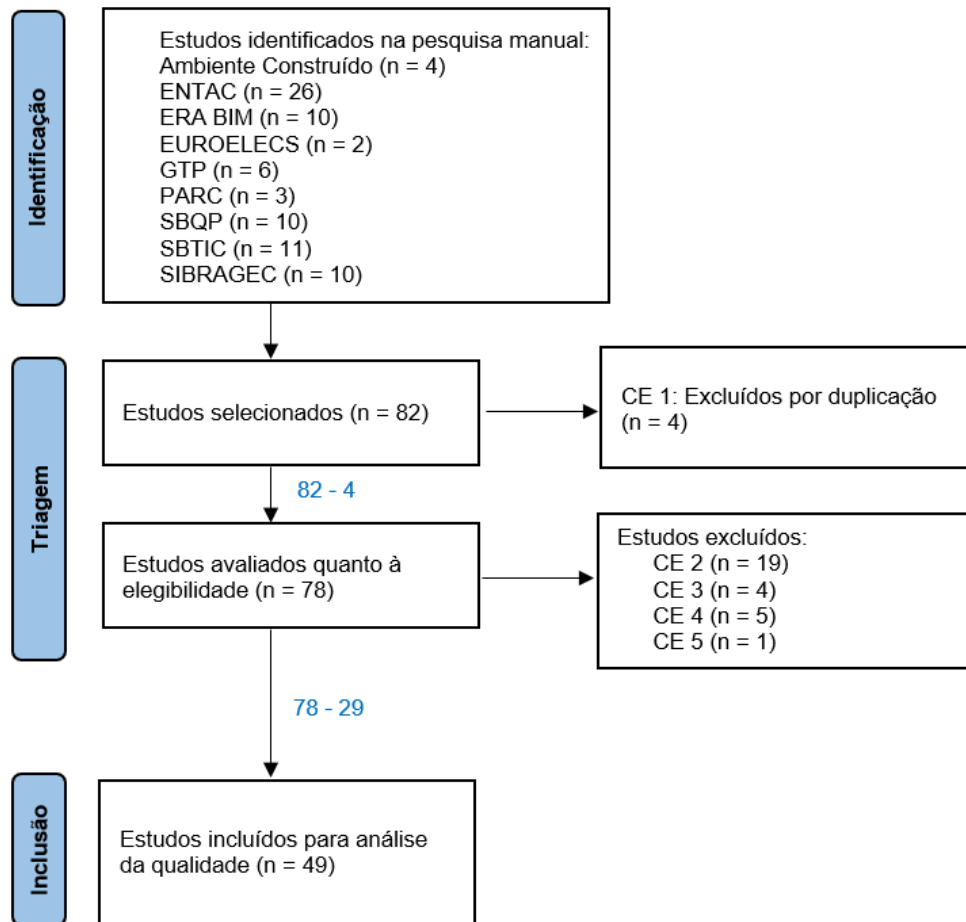 Identificação
Estudos identificados na pesquisa manual:
Ambiente Construído (n = 4)
ENTAC (n = 26)
ERA BIM (n = 10)
EUROELECS (n = 2)
GTP (n = 6)
PARC (n = 3)
SBQP (n = 10)
SBTIC (n = 11)
SIBRAGEC (n = 10)
Triagem
Estudos selecionados (n = 82)
CE 1: Excluídos por duplicação
(n = 4)
82 - 4
Estudos avaliados quanto à
elegibilidade (n = 78)
Estudos excluídos:
CE 2 (n = 19)
CE 3 (n = 4)
CE 4 (n = 5)
CE 5 (n = 1)
78 - 29
Inclusão
Estudos incluídos para análise
da qualidade (n = 49)